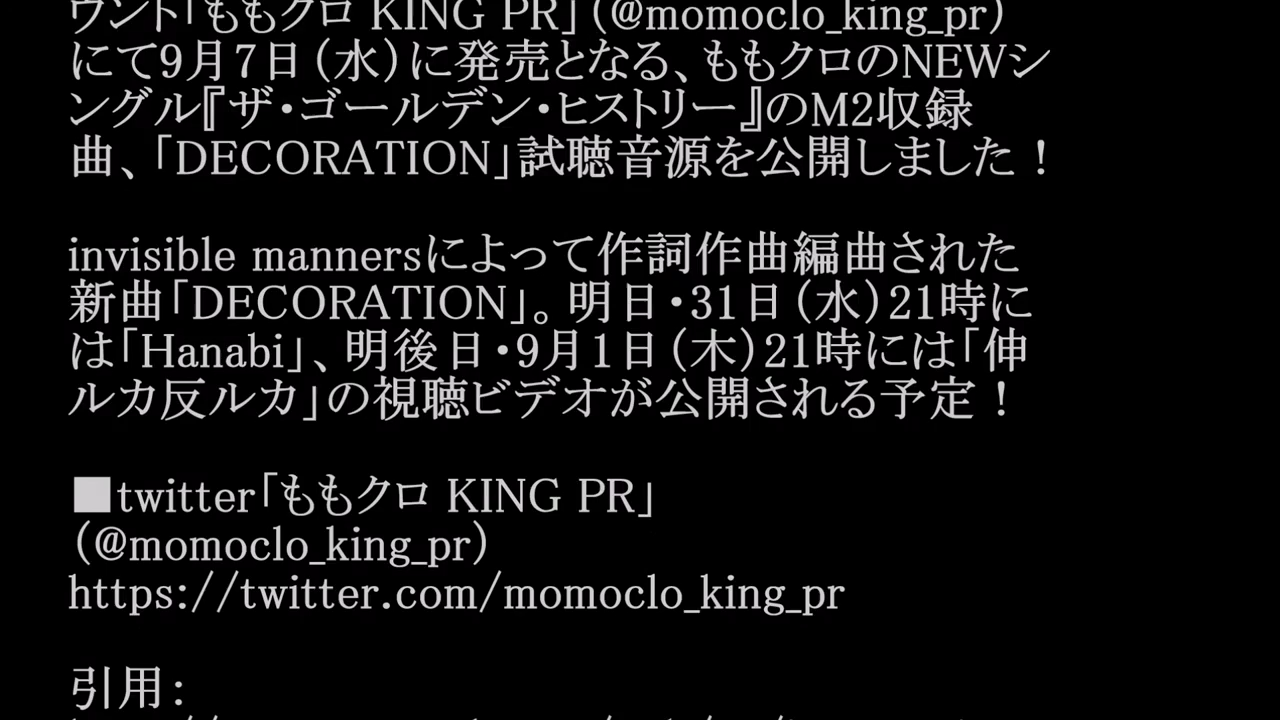 ウント「ももクロ KING PR」（@momoclo_king_pr）
にて9月7日（水）に発売となる、ももクロのNEWシ
ングル『ザ・ゴールデン・ヒストリー』のM2収録
曲、「DECORATION」試聴音源を公開しました！
invisible mannersによって作詞作曲編曲された
新曲「DECORATION」。明日・31日（水）21時に
は「Hanabi」、明後日・9月1日（木）21時には「伸
ルカ反ルカ」の視聴ビデオが公開される予定！
■twitter「ももクロ KING PR」
（@momoclo_king_pr）
https://twitter.com/momoclo_king_pr
引用：